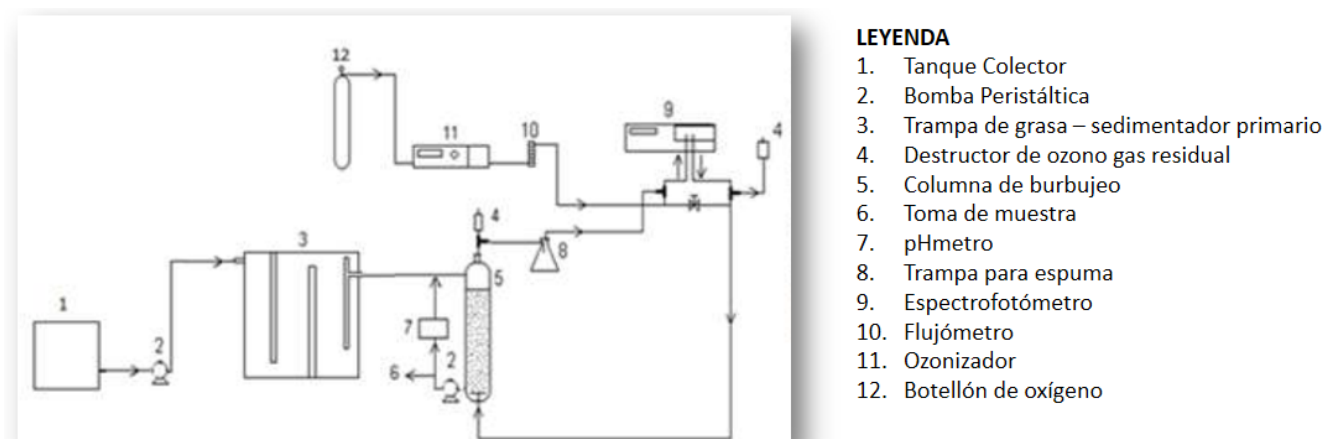 12
9
4
11
10
4
3
8
5
1
2
7
2
6
LEYENDA
1. Tanque Colector
2. Bomba Peristáltica
3. Trampa de grasa – sedimentador primario
4. Destructor de ozono gas residual
5. Columna de burbujeo
6. Toma de muestra
7. pHmetro
8. Trampa para espuma
9. Espectrofotómetro
10. Flujómetro
11. Ozonizador
12. Botellón de oxígeno